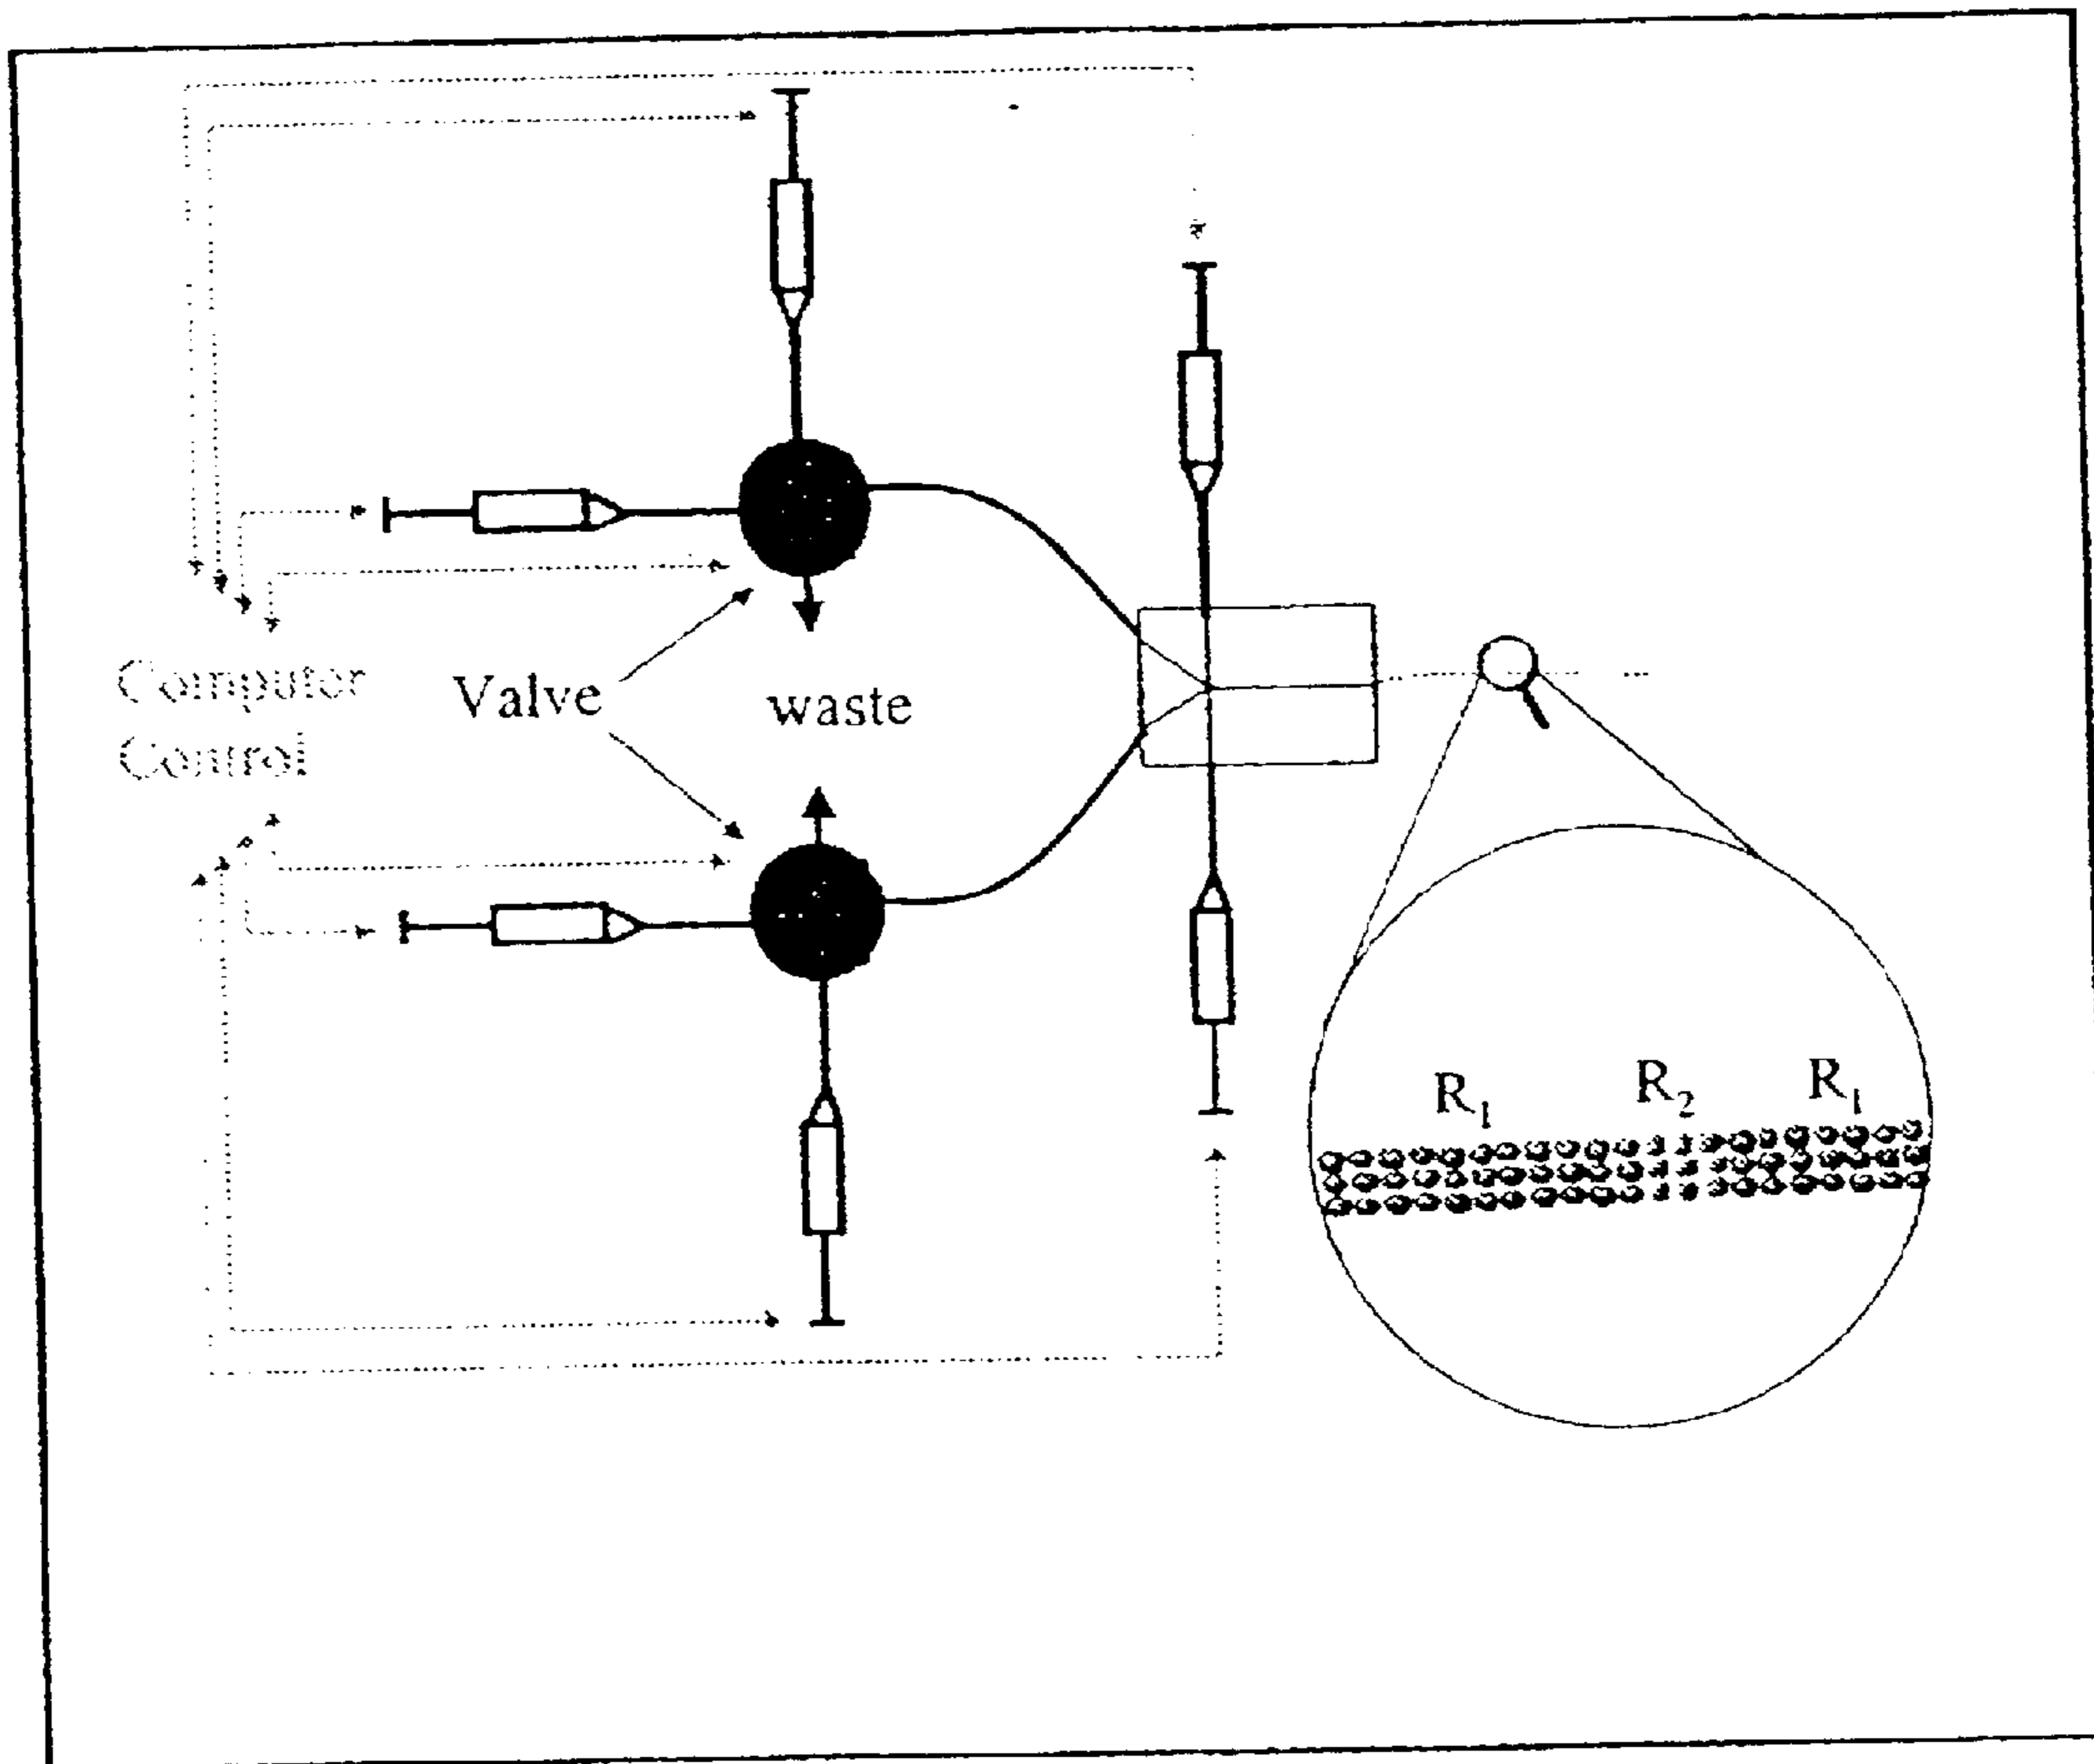 Computer
Control
Valve
waste
R₁
R₂
R₁